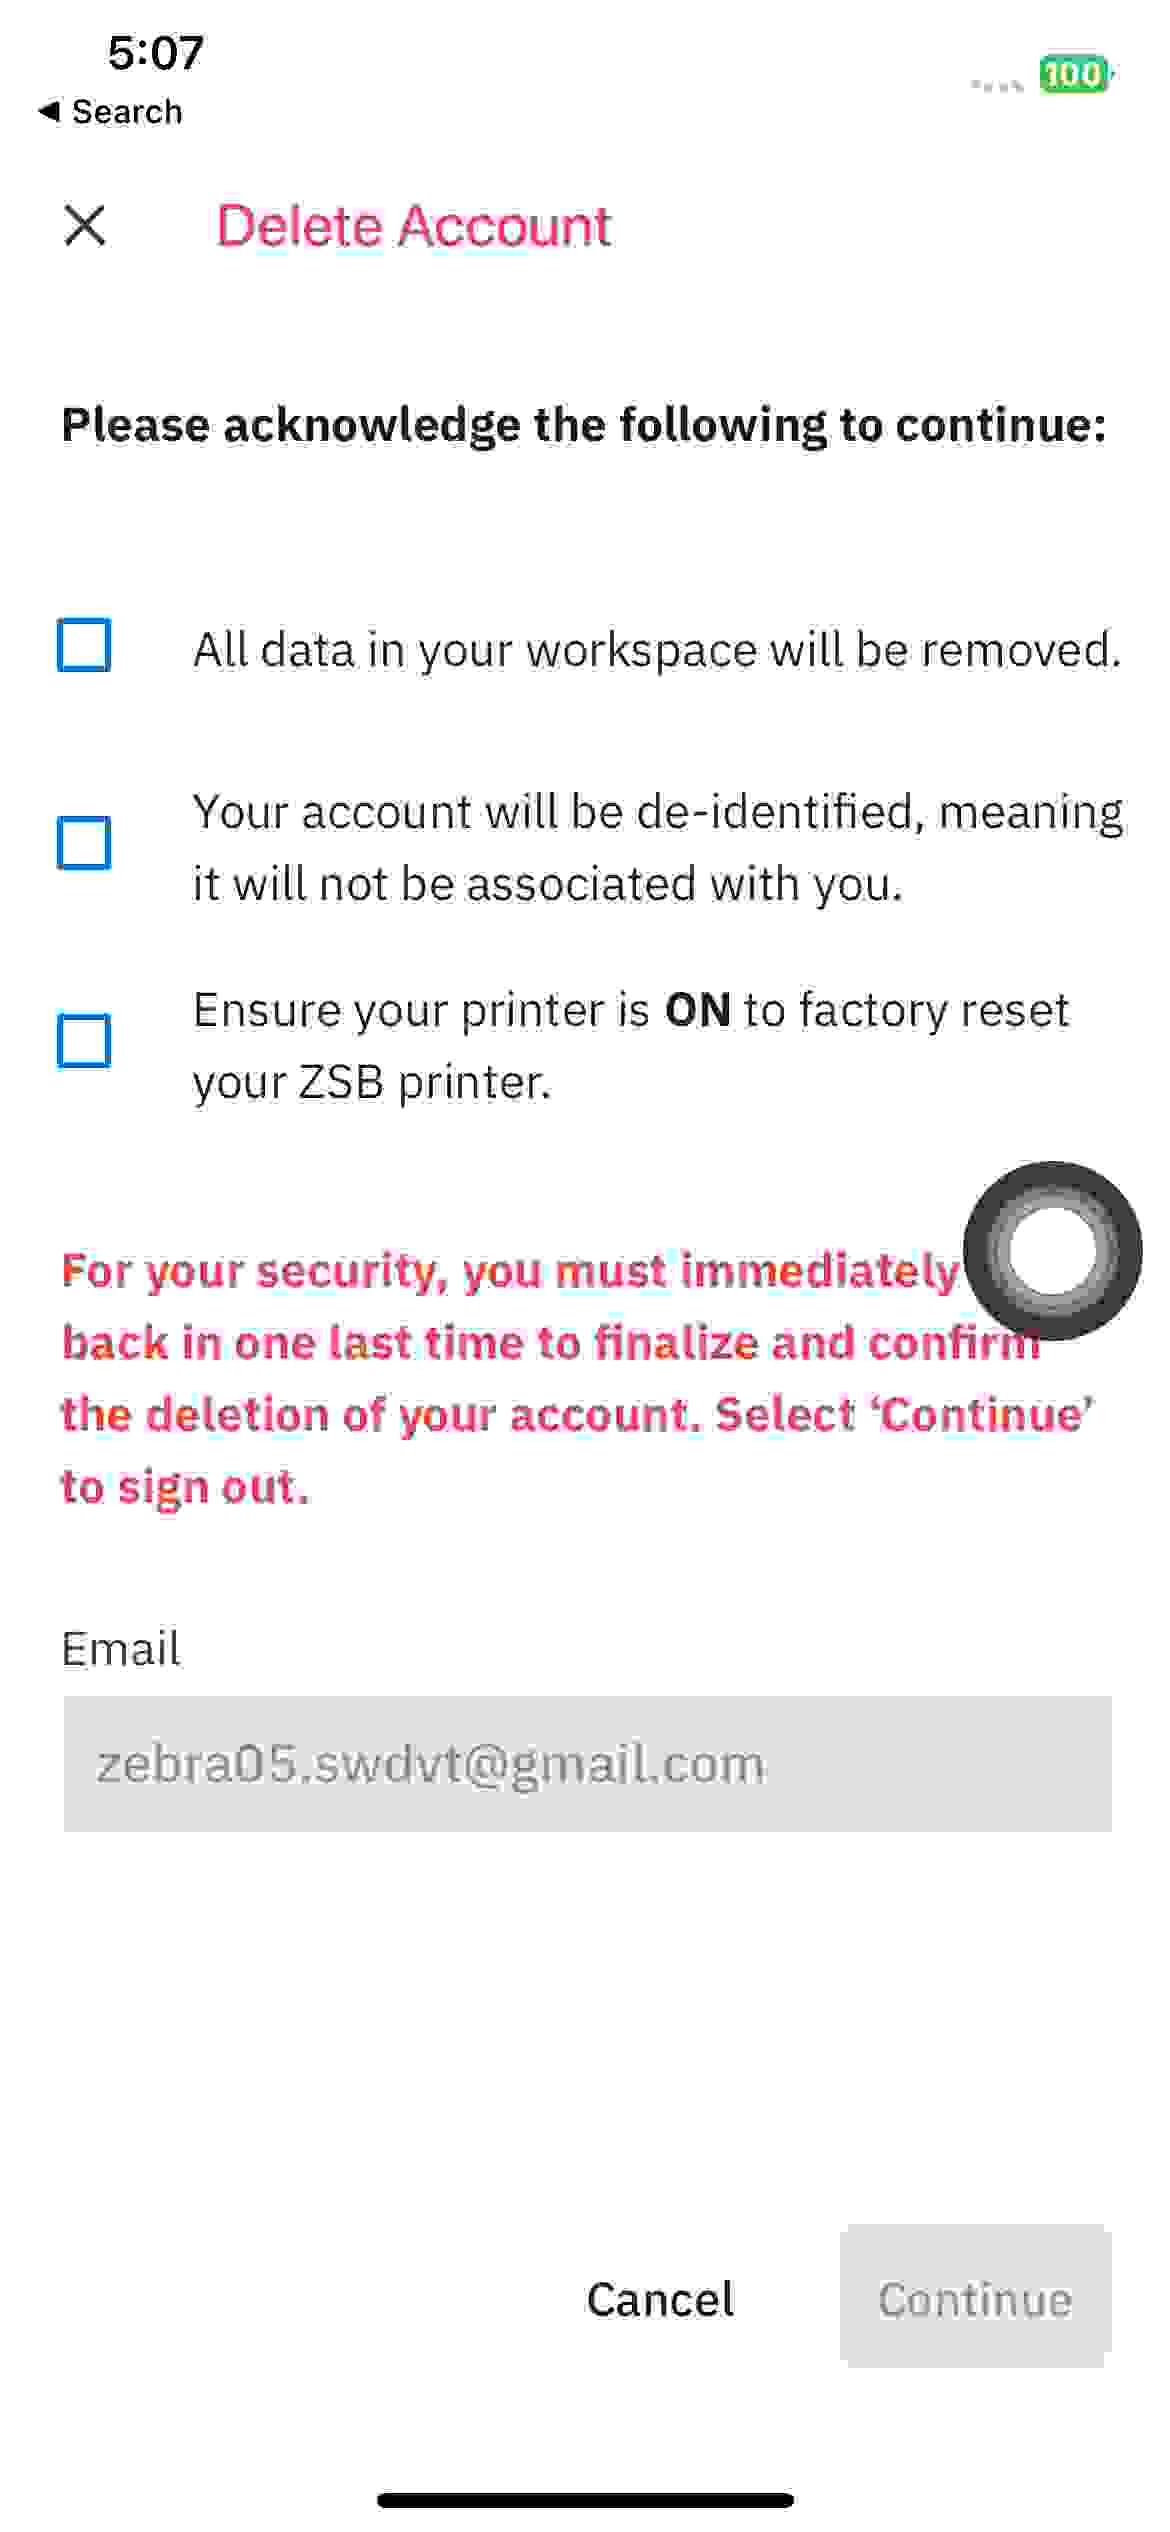 5:07
100
◀ Search
Delete Account
Please acknowledge the following to continue:
All data in your workspace will be removed.
Your account will be de-identified, meaning
it will not be associated with you.
Ensure your printer is ON to factory reset
your ZSB printer.
For your security, you must immediately
back in one last time to finalize and confirm
the deletion of your account. Select ‘Continue’
to sign out.
Email
zebra05.swdvt@gmail.com
Cancel
Continue